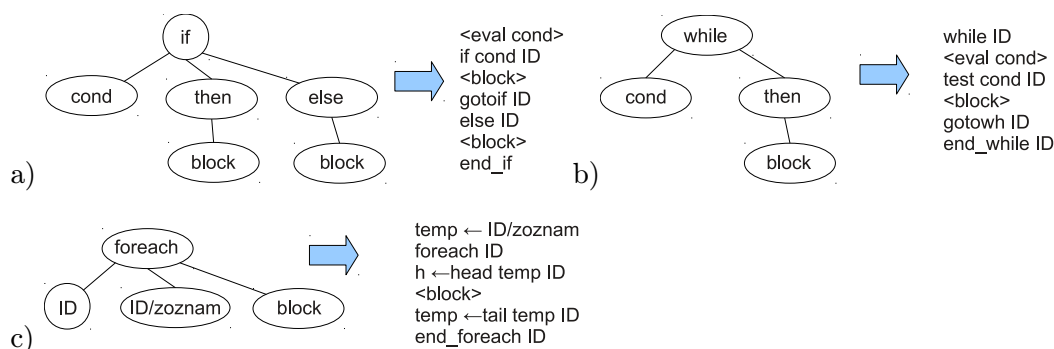 if
cond
then
else
block
block
a)
<eval cond>
if cond ID
<block>
gotoif ID
else ID
<block>
end_if
while
cond
then
block
b)
while ID
<eval cond>
test cond ID
<block>
gotowh ID
end_while ID
foreach
ID
ID/zoznam
block
c)
temp ← ID/zoznam
foreach ID
h ←head temp ID
<block>
temp ←tail temp ID
end_foreach ID